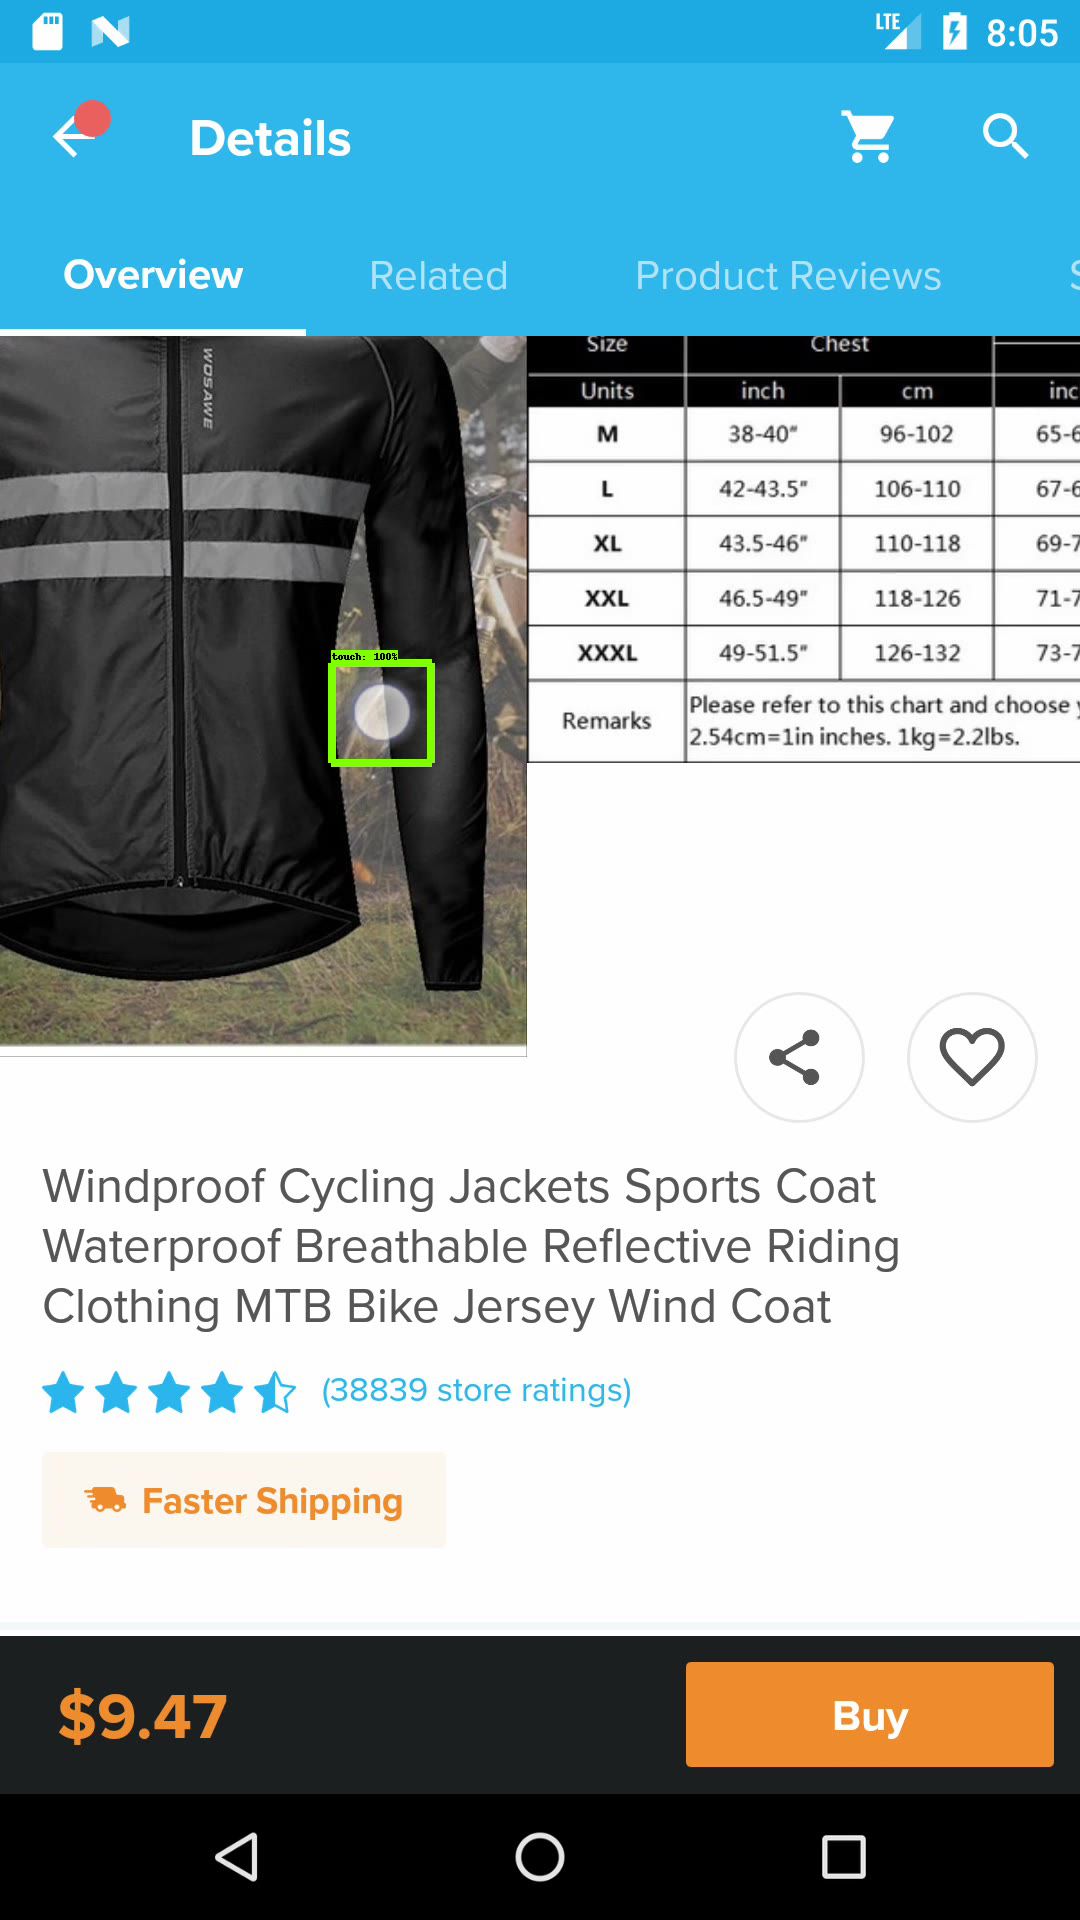 LTE 8:05
Details
Overview Related Product Reviews S
WOSAWE
Size Chest
Units inch cm inc
M 38-40" 96-102 65-6
L 42-43.5" 106-110 67-6
XL 43.5-46" 110-118 69-7
XXL 46.5-49" 118-126 71-7
XXXL 49-51.5" 126-132 73-7
Remarks Please refer to this chart and choose y
2.54cm=1in inches. 1kg=2.2lbs.
touch: 100%
Windproof Cycling Jackets Sports Coat
Waterproof Breathable Reflective Riding
Clothing MTB Bike Jersey Wind Coat
(38839 store ratings)
Faster Shipping
$9.47 Buy